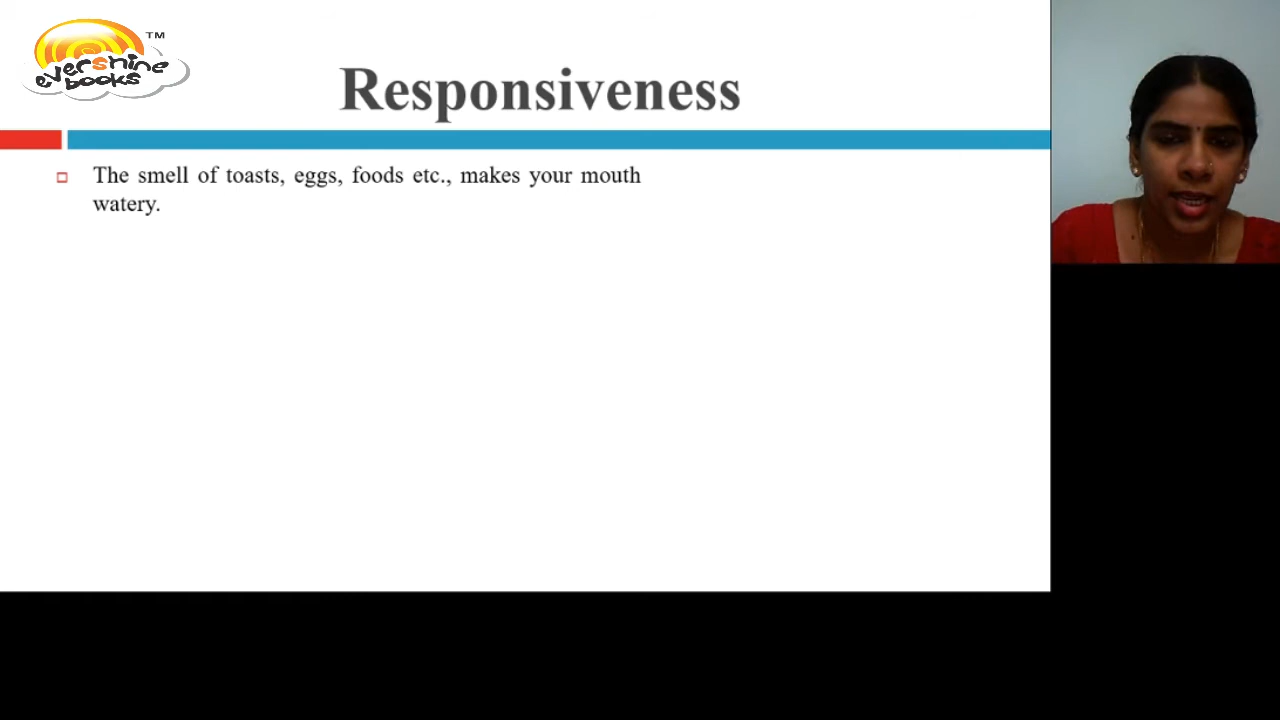 evershine
books
TM
Responsiveness
The smell of toasts, eggs, foods etc., makes your mouth
watery.